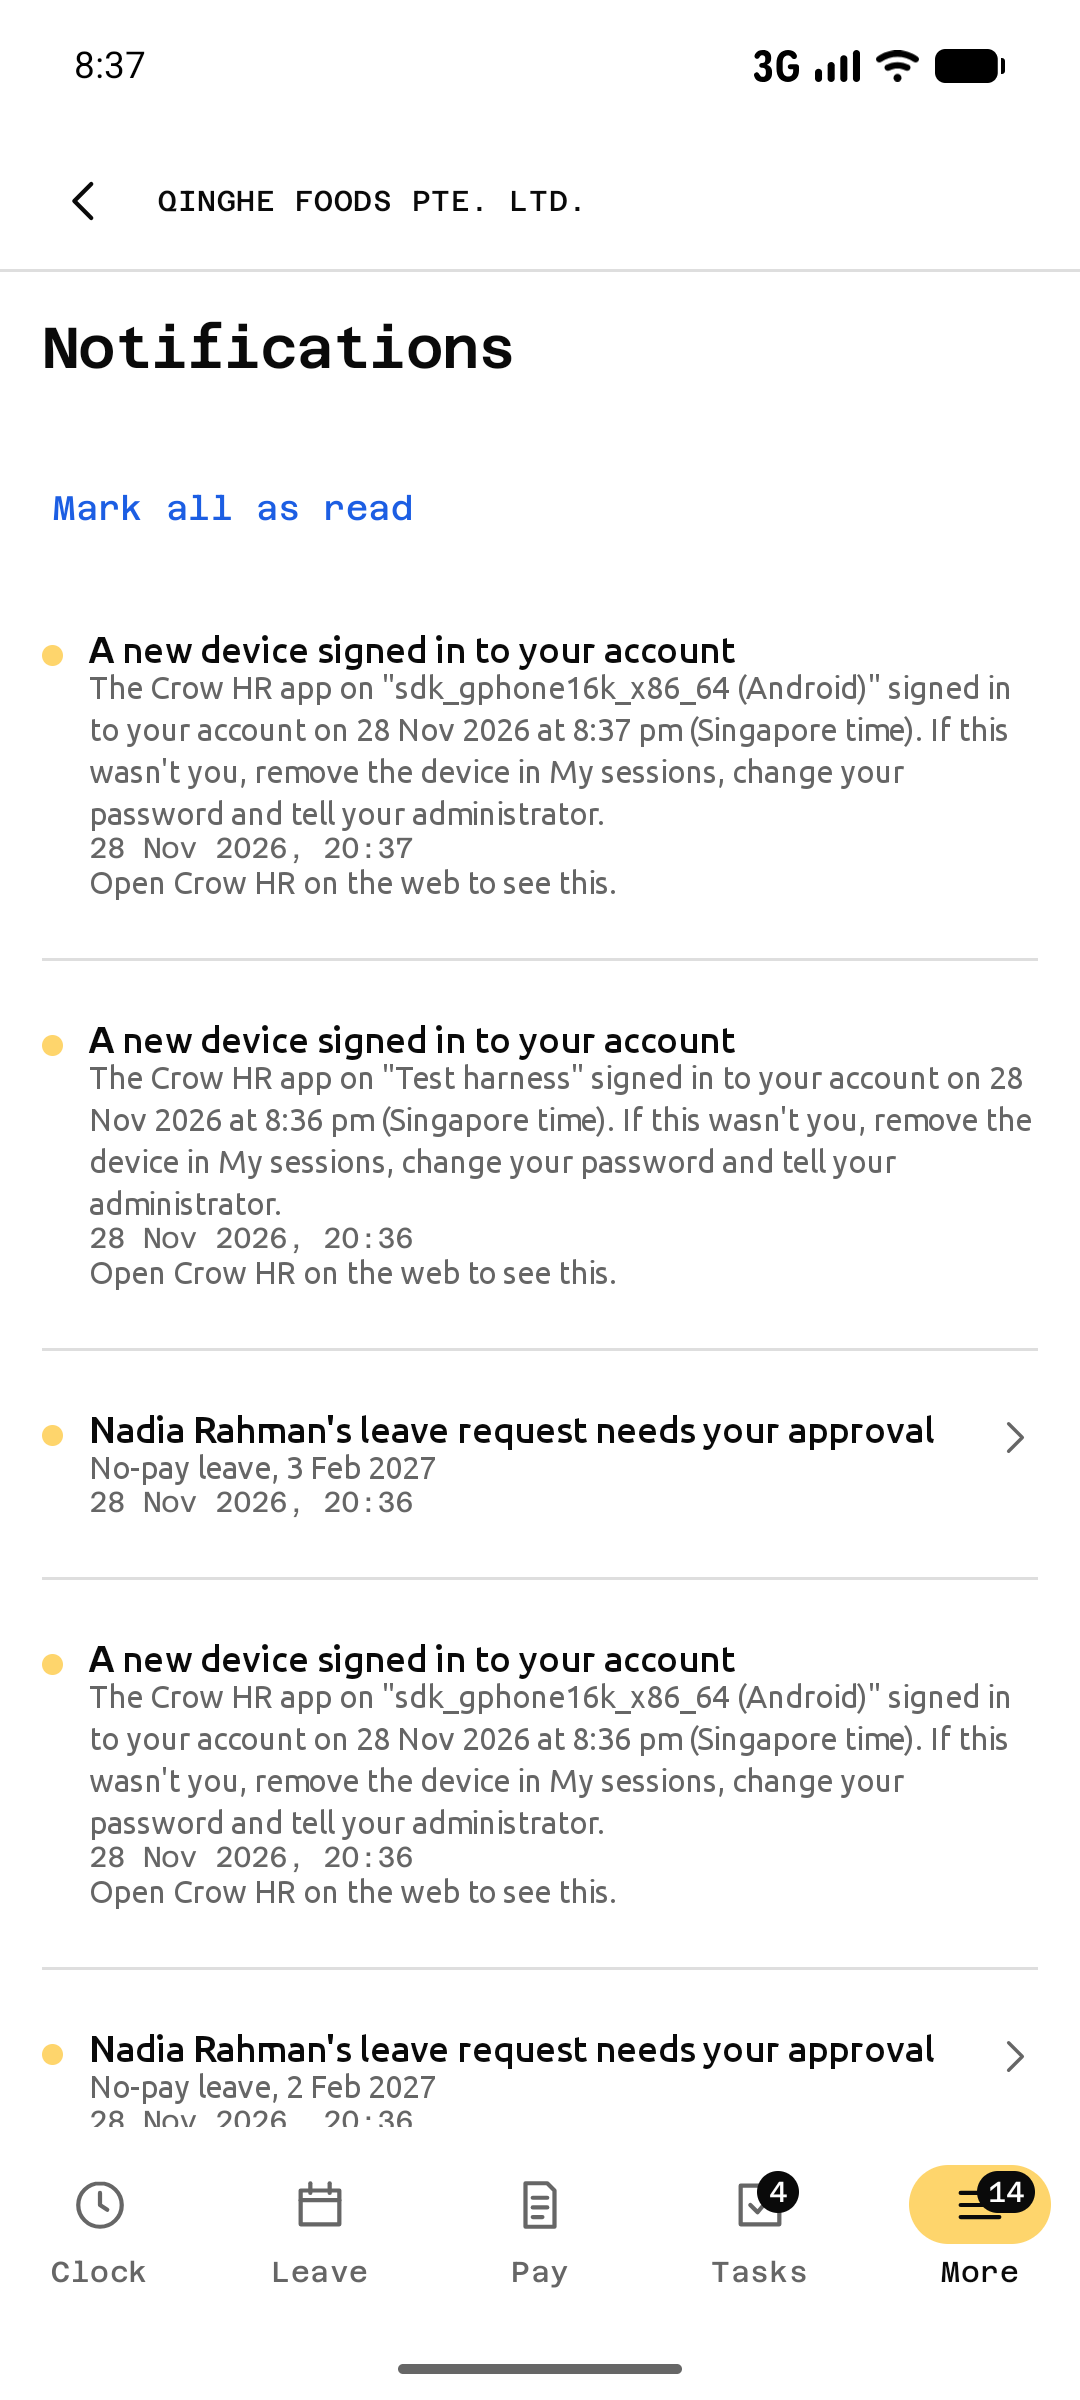 8:37
3G
QINGHE FOODS PTE. LTD.
Notifications
Mark all as read
A new device signed in to your account
The Crow HR app on "sdk_gphone16k_x86_64 (Android)" signed in
to your account on 28 Nov 2026 at 8:37 pm (Singapore time). If this
wasn't you, remove the device in My sessions, change your
password and tell your administrator.
28 Nov 2026, 20:37
Open Crow HR on the web to see this.
A new device signed in to your account
The Crow HR app on "Test harness" signed in to your account on 28
Nov 2026 at 8:36 pm (Singapore time). If this wasn't you, remove the
device in My sessions, change your password and tell your
administrator.
28 Nov 2026, 20:36
Open Crow HR on the web to see this.
Nadia Rahman's leave request needs your approval
No-pay leave, 3 Feb 2027
28 Nov 2026, 20:36
A new device signed in to your account
The Crow HR app on "sdk_gphone16k_x86_64 (Android)" signed in
to your account on 28 Nov 2026 at 8:36 pm (Singapore time). If this
wasn't you, remove the device in My sessions, change your
password and tell your administrator.
28 Nov 2026, 20:36
Open Crow HR on the web to see this.
Nadia Rahman's leave request needs your approval
No-pay leave, 2 Feb 2027
28 Nov 2026, 20:36
4
14
Clock
Leave
Pay
Tasks
More